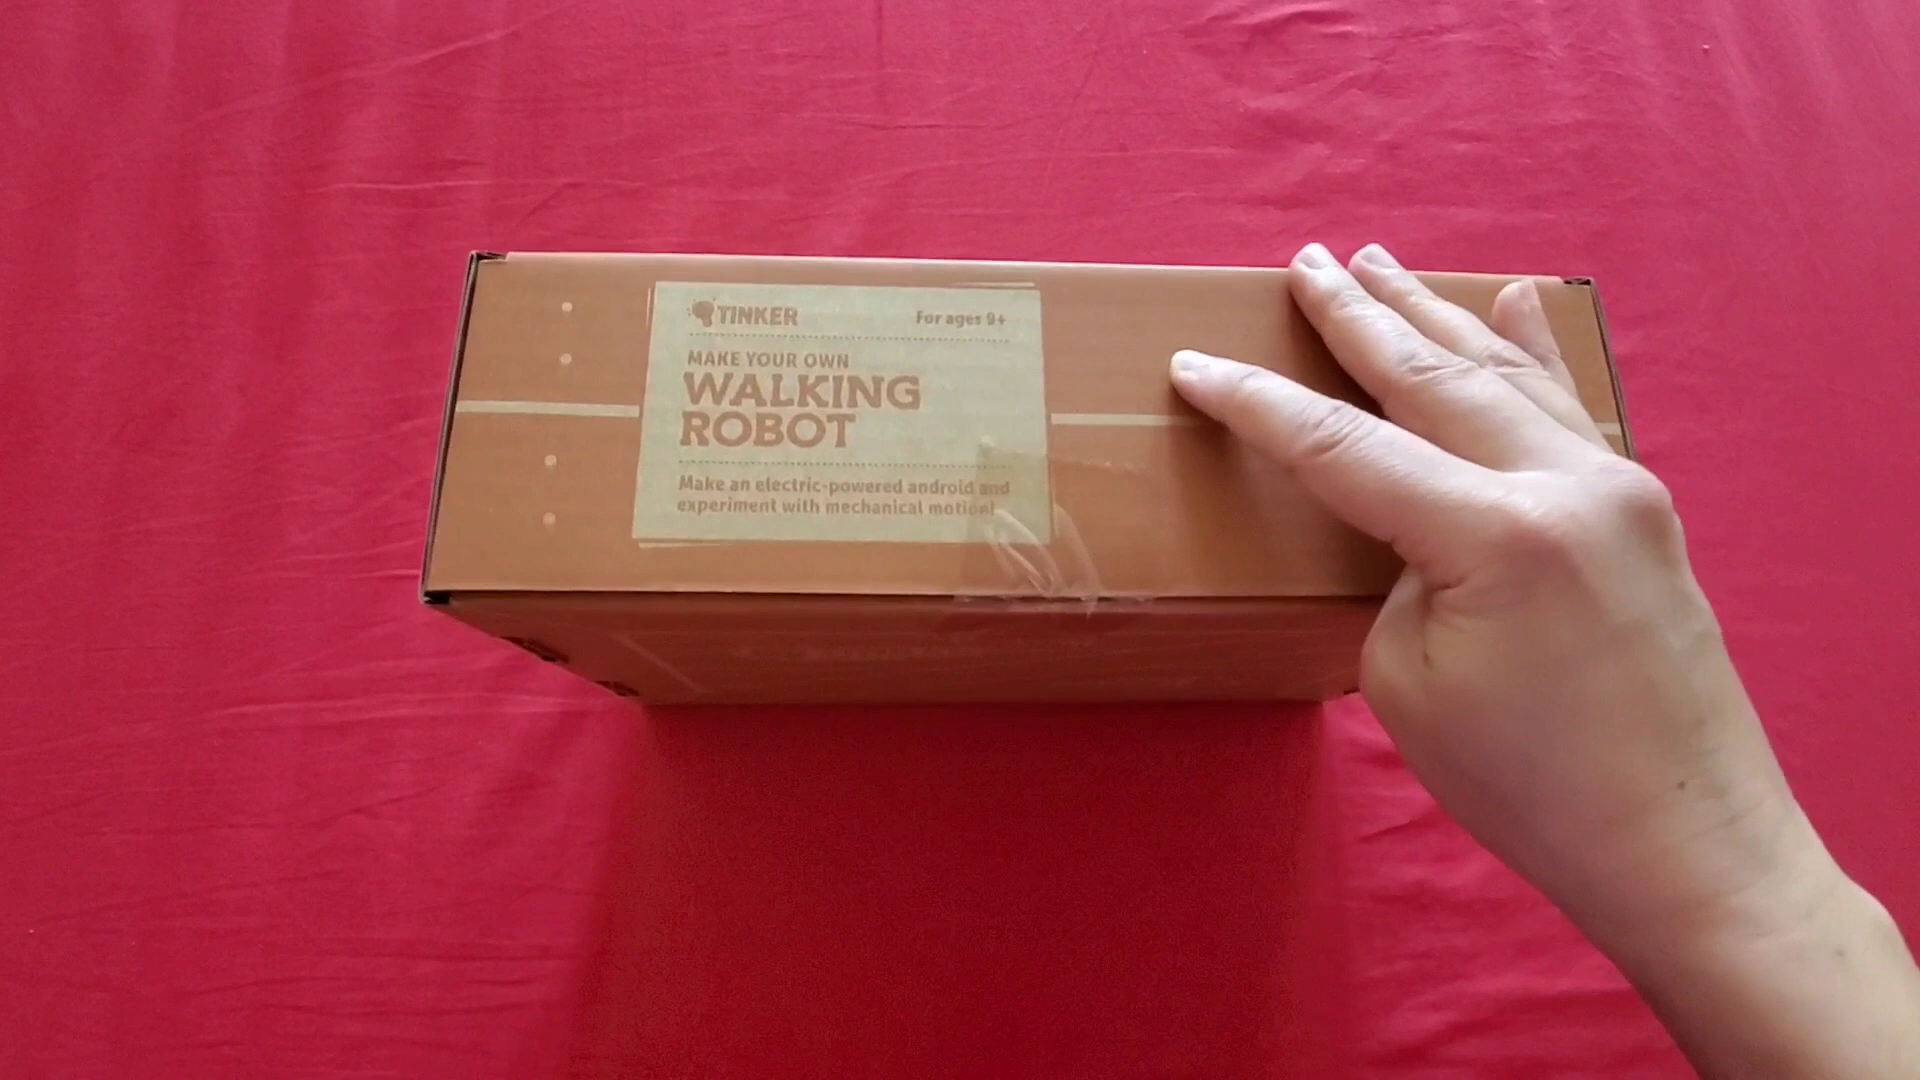 TINKER
For ages 9+
MAKE YOUR OWN
WALKING
ROBOT
Make an electric-powered android and
experiment with mechanical motion!